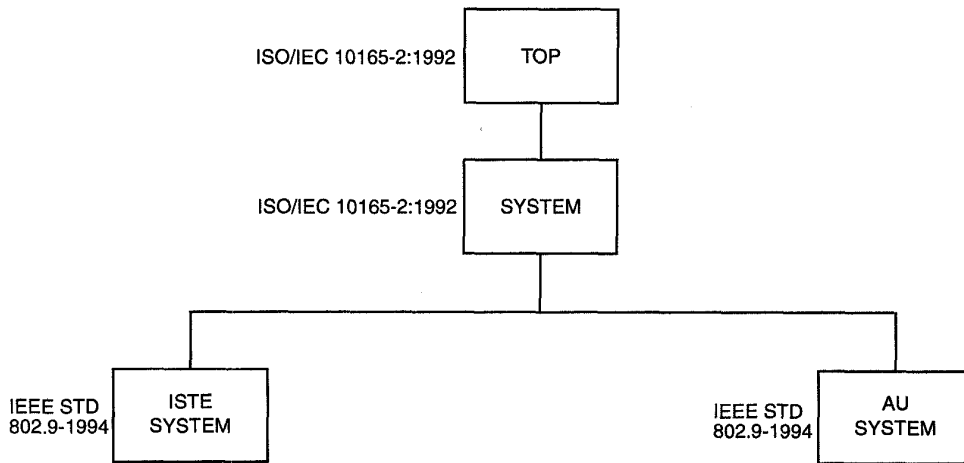 ISO/IEC 10165-2:1992
TOP
ISO/IEC 10165-2:1992
SYSTEM
IEEE STD
802.9-1994
ISTE
SYSTEM
IEEE STD
802.9-1994
AU
SYSTEM